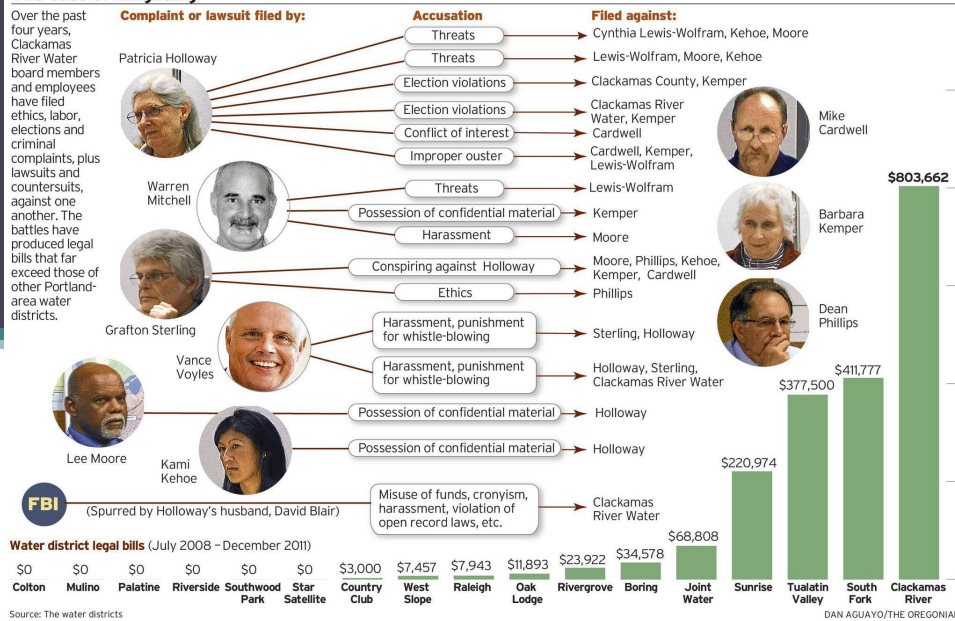 Over the past
four years,
Clackamas
River Water
board members
and employees
have filed
ethics, labor,
elections and
criminal
complaints, plus
lawsuits and
countersuits,
against one
another. The
battles have
produced legal
bills that far
exceed those of
other Portland-
area water
districts.
Complaint or lawsuit filed by:
Accusation
Filed against:
Patricia Holloway
Threats
Cynthia Lewis-Wolfram, Kehoe, Moore
Threats
Lewis-Wolfram, Moore, Kehoe
Election violations
Clackamas County, Kemper
Election violations
Clackamas River
Water, Kemper
Conflict of interest
Cardwell
Improper ouster
Cardwell, Kemper,
Lewis-Wolfram
Mike
Cardwell
Warren
Mitchell
Threats
Lewis-Wolfram
Possession of confidential material
Kemper
Harassment
Moore
Barbara
Kemper
Grafton Sterling
Conspiring against Holloway
Moore, Phillips, Kehoe,
Kemper, Cardwell
Ethics
Phillips
Dean
Phillips
Vance
Voyles
Harassment, punishment
for whistle-blowing
Sterling, Holloway
Harassment, punishment
for whistle-blowing
Holloway, Sterling,
Clackamas River Water
Lee Moore
Possession of confidential material
Holloway
Kami
Kehoe
Possession of confidential material
Holloway
FBI
(Spurred by Holloway's husband, David Blair)
Misuse of funds, cronyism,
harassment, violation of
open record laws, etc.
Clackamas
River Water
Water district legal bills (July 2008 – December 2011)
$0
Colton
$0
Mulino
$0
Palatine
$0
Riverside
$0
Southwood
Park
$0
Star
Satellite
$3,000
Country
Club
$7,457
West
Slope
$7,943
Raleigh
$11,893
Oak
Lodge
$23,922
Rivergrove
$34,578
Boring
$68,808
Joint
Water
$220,974
Sunrise
$377,500
Tualatin
Valley
$411,777
South
Fork
$803,662
Clackamas
River
Source: The water districts
DAN AGUAYO/THE OREGONIAN